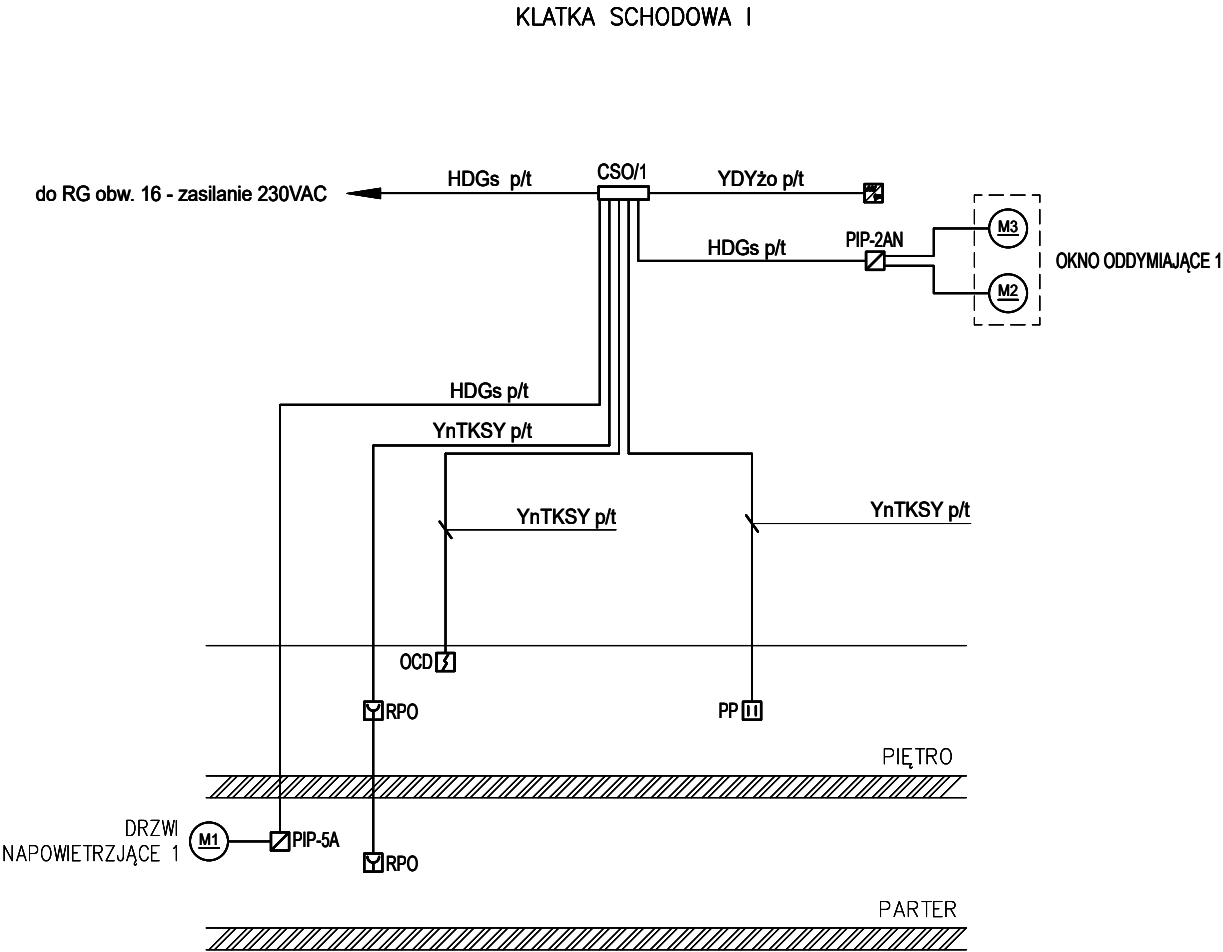 KLATKA SCHODOWA I
CSO/1
do RG obw. 16 - zasilanie 230VAC
HDGs p/t
YDYżo p/t
HDGs p/t
PIP-2AN
M3
M2
OKNO ODDYMIAJĄCE 1
HDGs p/t
YnTKSY p/t
YnTKSY p/t
YnTKSY p/t
OCD
RPO
PP
PIĘTRO
DRZWI
NAPOWIETRZJĄCE 1
M1
PIP-5A
RPO
PARTER